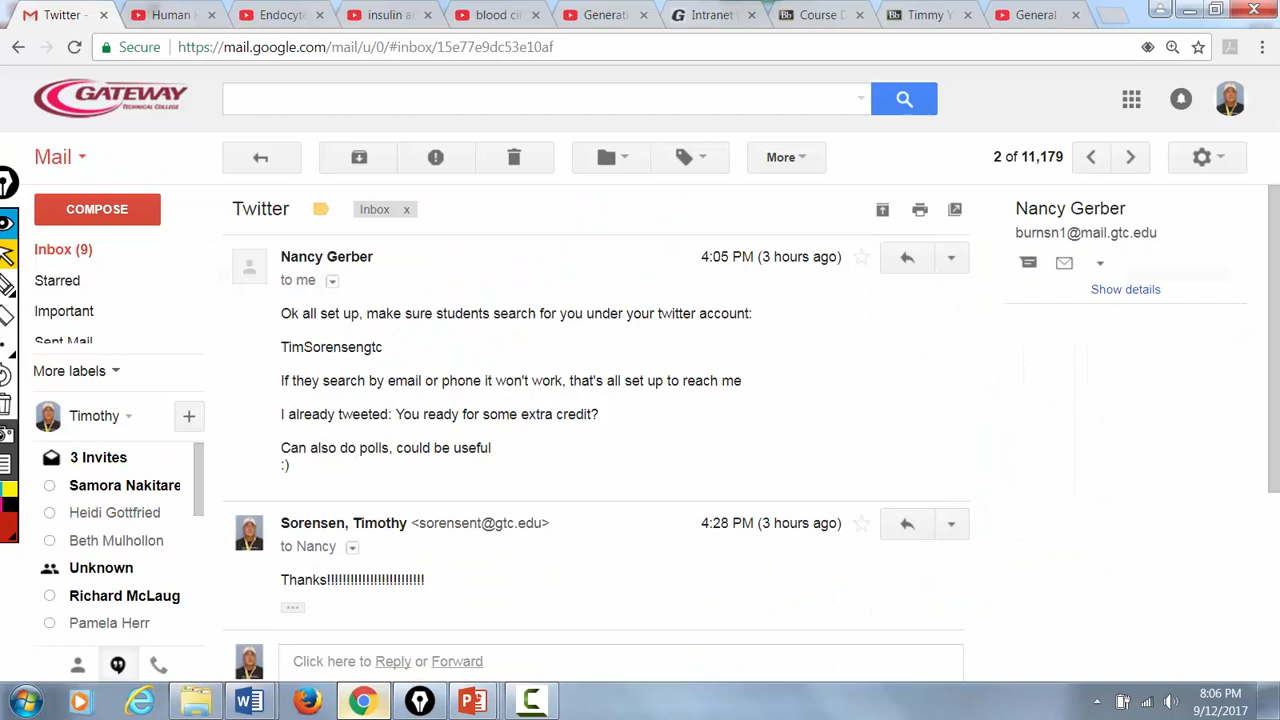 Twitter -
Human
Endocyn
insulin a
blood ci
Generati
Intranet
Course D
Timmy Y
General
Secure
https://mail.google.com/mail/u/0/#inbox/15e77e9dc53e10af
GATEWAY
TECHNICAL COLLEGE
Mail
More
2 of 11,179
COMPOSE
Twitter
Inbox x
Nancy Gerber
burnsn1@mail.gtc.edu
Show details
Inbox (9)
Starred
Important
Sent Mail
More labels
Timothy
3 Invites
Samora Nakitare
Heidi Gottfried
Beth Mulhollon
Unknown
Richard McLaug
Pamela Herr
Nancy Gerber
4:05 PM (3 hours ago)
to me
Ok all set up, make sure students search for you under your twitter account:
TimSorensengtc
If they search by email or phone it won't work, that's all set up to reach me
I already tweeted: You ready for some extra credit?
Can also do polls, could be useful
:)
Sorensen, Timothy <sorensent@gtc.edu>
4:28 PM (3 hours ago)
to Nancy
Thanks!!!!!!!!!!!!!!!!!!!!!!!!!
Click here to Reply or Forward
8:06 PM
9/12/2017